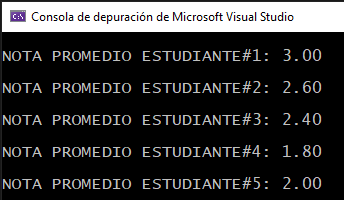 Consola de depuración de Microsoft Visual Studio
NOTA PROMEDIO ESTUDIANTE#1: 3.00
NOTA PROMEDIO ESTUDIANTE#2: 2.60
NOTA PROMEDIO ESTUDIANTE#3: 2.40
NOTA PROMEDIO ESTUDIANTE#4: 1.80
NOTA PROMEDIO ESTUDIANTE#5: 2.00